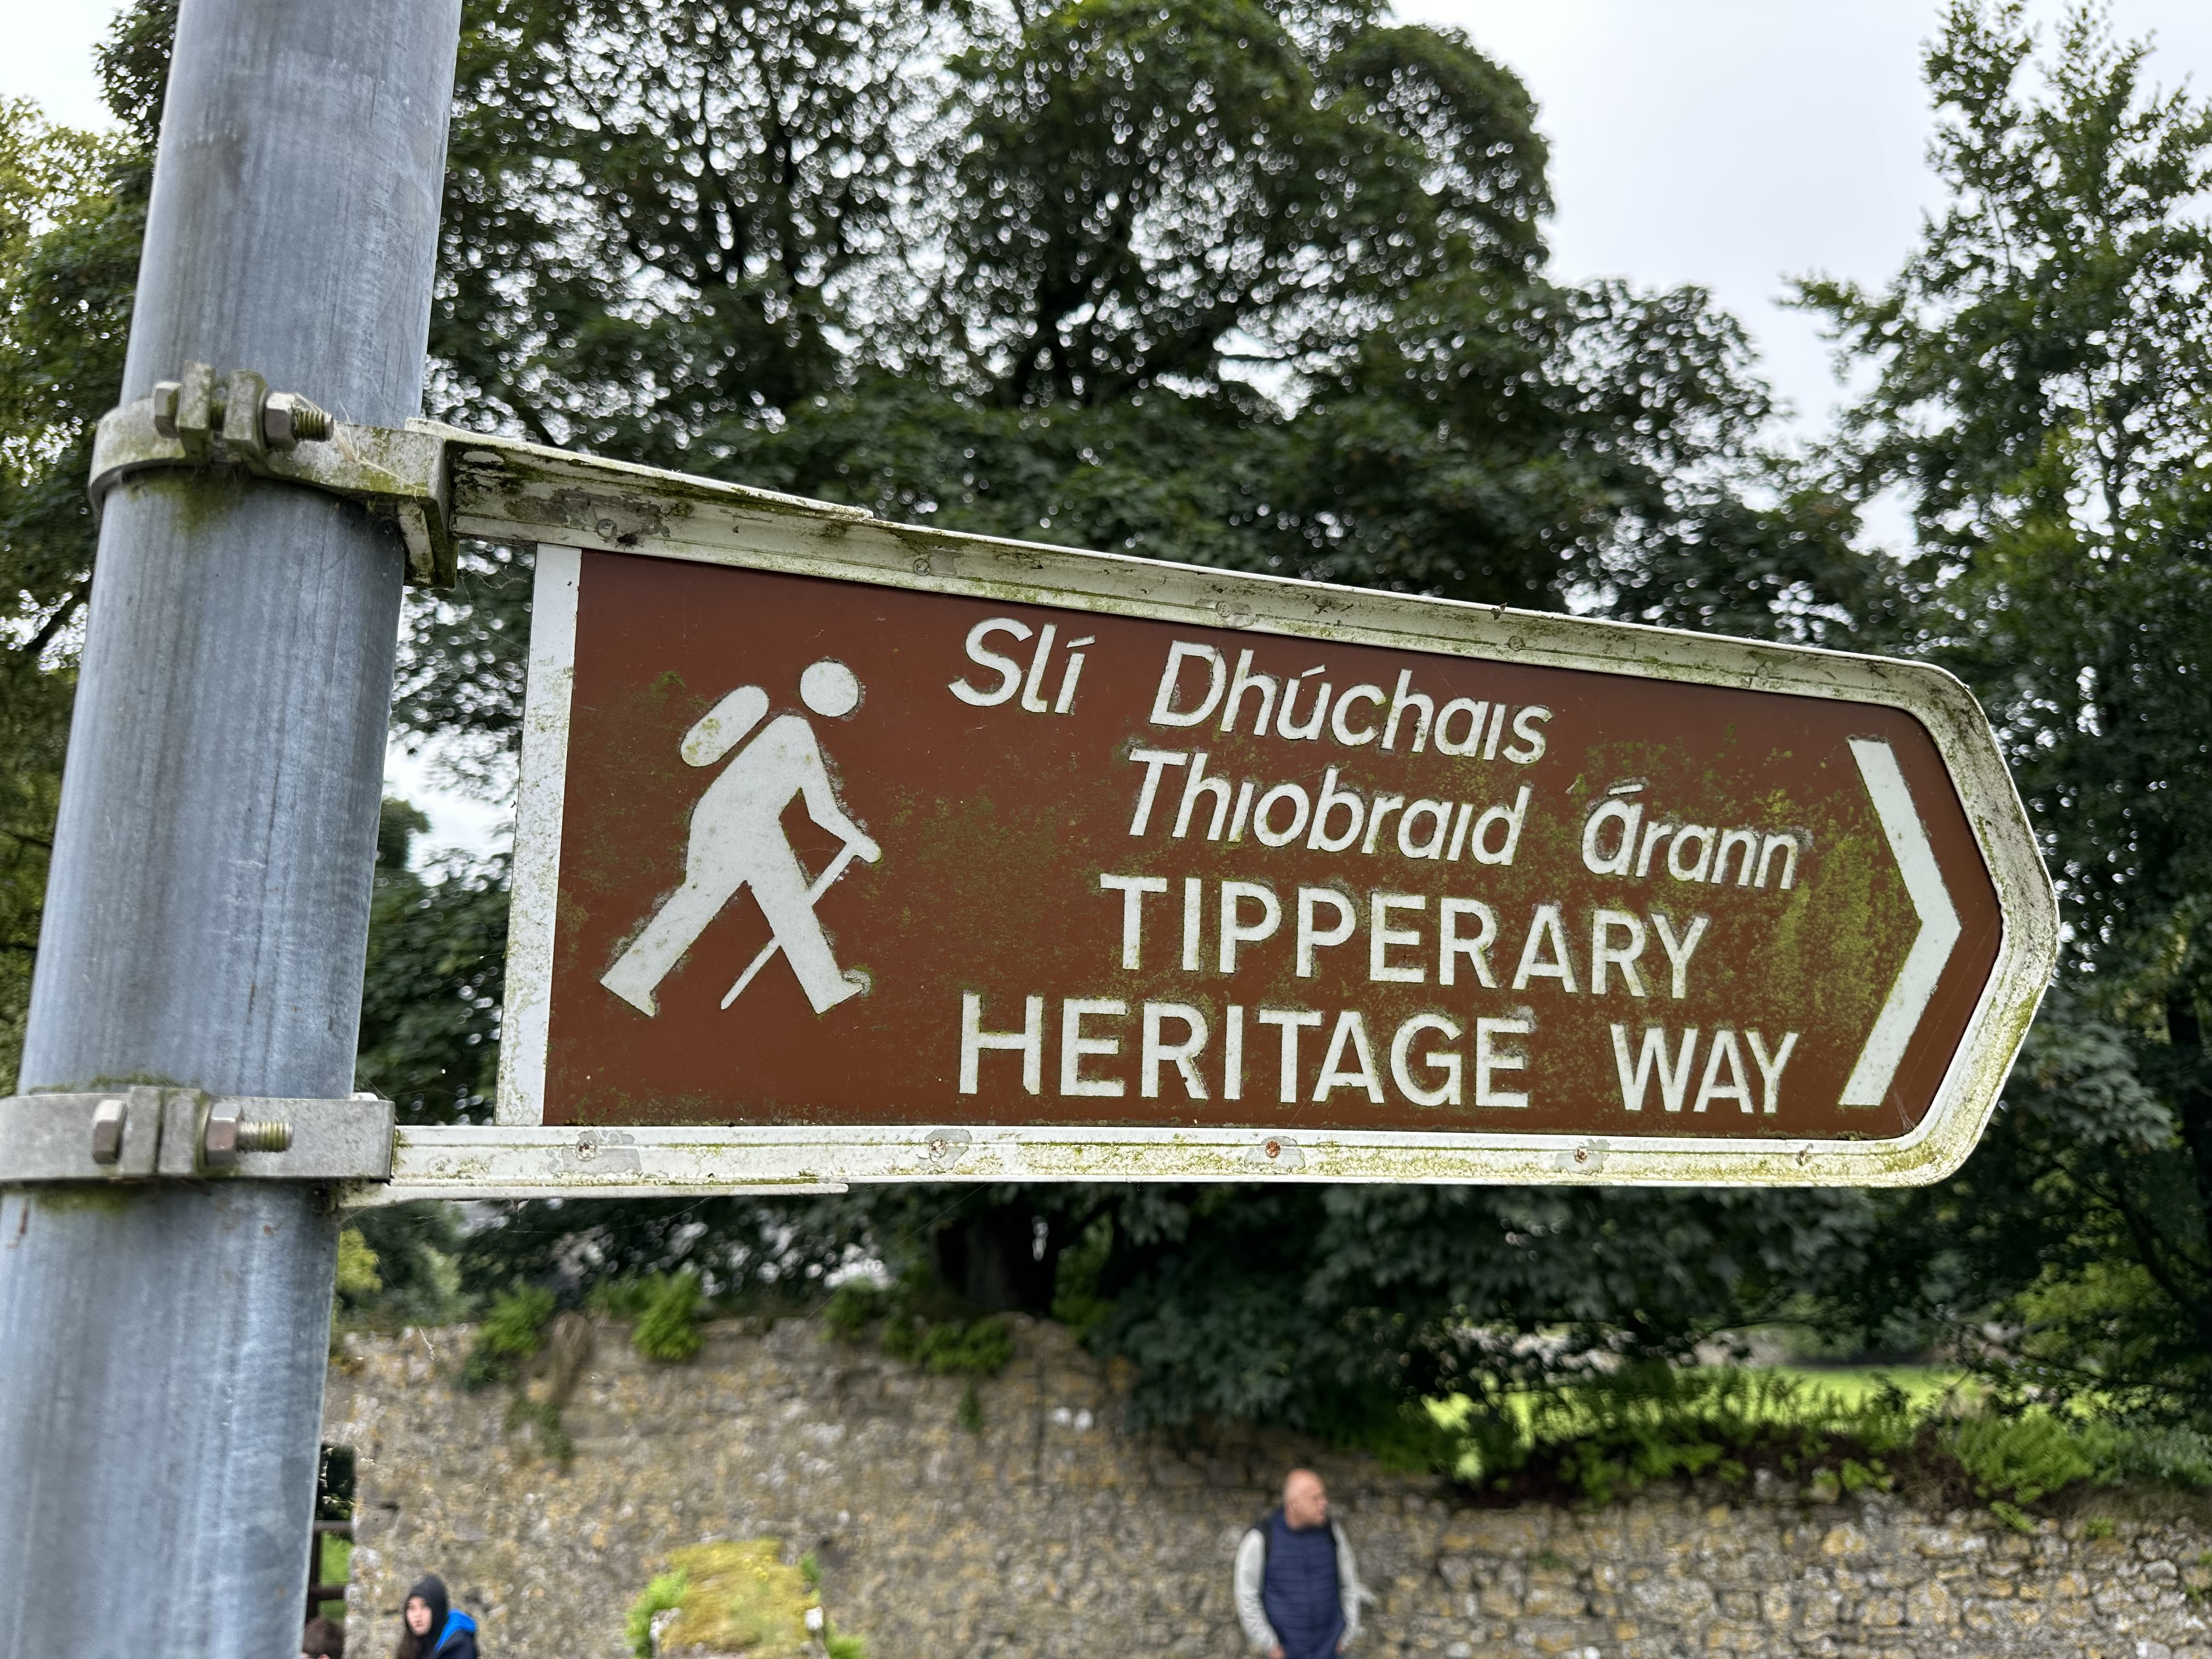 Slí Dhúchais
Thiobraid árann
TIPPERARY
HERITAGE WAY